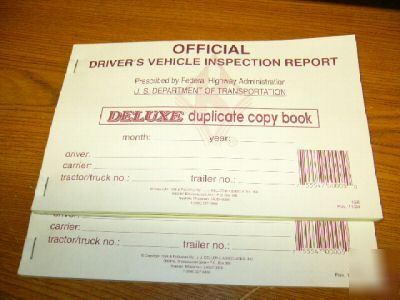 OFFICIAL
DRIVER'S VEHICLE INSPECTION REPORT
Prescribed by Federal Highway Administration
U. S. DEPARTMENT OF TRANSPORTATION
DELUXE duplicate copy book
month: year:
driver:
carrier:
tractor/truck no.: trailer no.:
driver:
carrier:
tractor/truck no.: trailer no.: